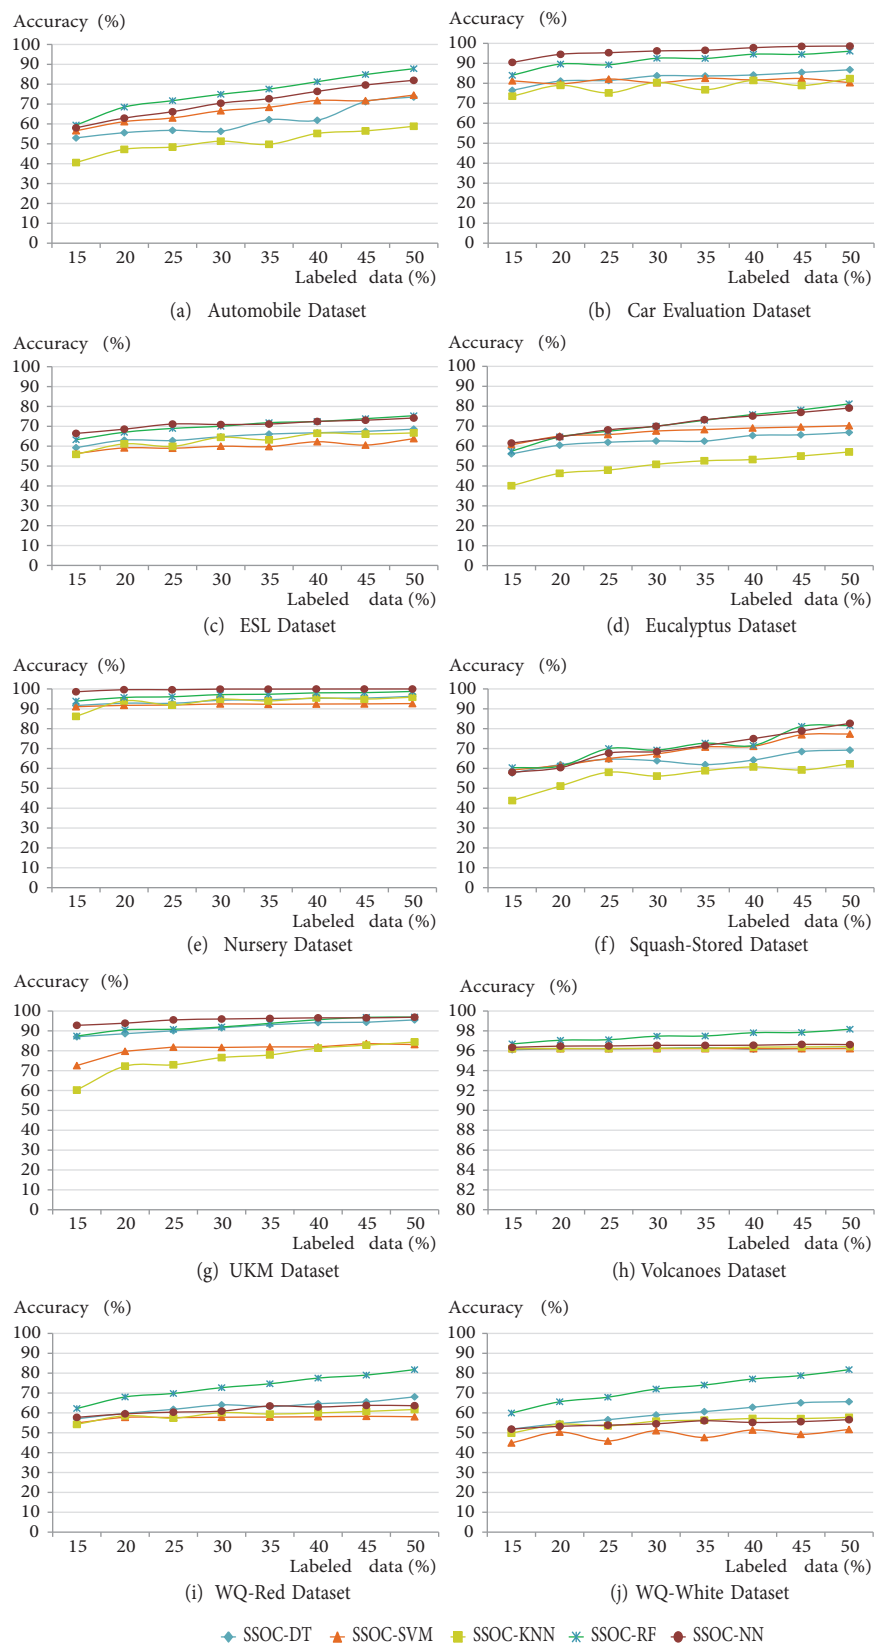 Accuracy (%)
100
90
80
70
60
50
40
30
20
10
0
15 20 25 30 35 40 45 50
Labeled data (%)
(a) Automobile Dataset
Accuracy (%)
100
90
80
70
60
50
40
30
20
10
0
15 20 25 30 35 40 45 50
Labeled data (%)
(b) Car Evaluation Dataset
Accuracy (%)
100
90
80
70
60
50
40
30
20
10
0
15 20 25 30 35 40 45 50
Labeled data (%)
(c) ESL Dataset
Accuracy (%)
100
90
80
70
60
50
40
30
20
10
0
15 20 25 30 35 40 45 50
Labeled data (%)
(d) Eucalyptus Dataset
Accuracy (%)
100
90
80
70
60
50
40
30
20
10
0
15 20 25 30 35 40 45 50
Labeled data (%)
(e) Nursery Dataset
Accuracy (%)
100
90
80
70
60
50
40
30
20
10
0
15 20 25 30 35 40 45 50
Labeled data (%)
(f) Squash-Stored Dataset
Accuracy (%)
100
90
80
70
60
50
40
30
20
10
0
15 20 25 30 35 40 45 50
Labeled data (%)
(g) UKM Dataset
Accuracy (%)
100
98
96
94
92
90
88
86
84
82
80
15 20 25 30 35 40 45 50
Labeled data (%)
(h) Volcanoes Dataset
Accuracy (%)
100
90
80
70
60
50
40
30
20
10
0
15 20 25 30 35 40 45 50
Labeled data (%)
(i) WQ-Red Dataset
Accuracy (%)
100
90
80
70
60
50
40
30
20
10
0
15 20 25 30 35 40 45 50
Labeled data (%)
(j) WQ-White Dataset
SSOC-DT SSOC-SVM SSOC-KNN SSOC-RF SSOC-NN